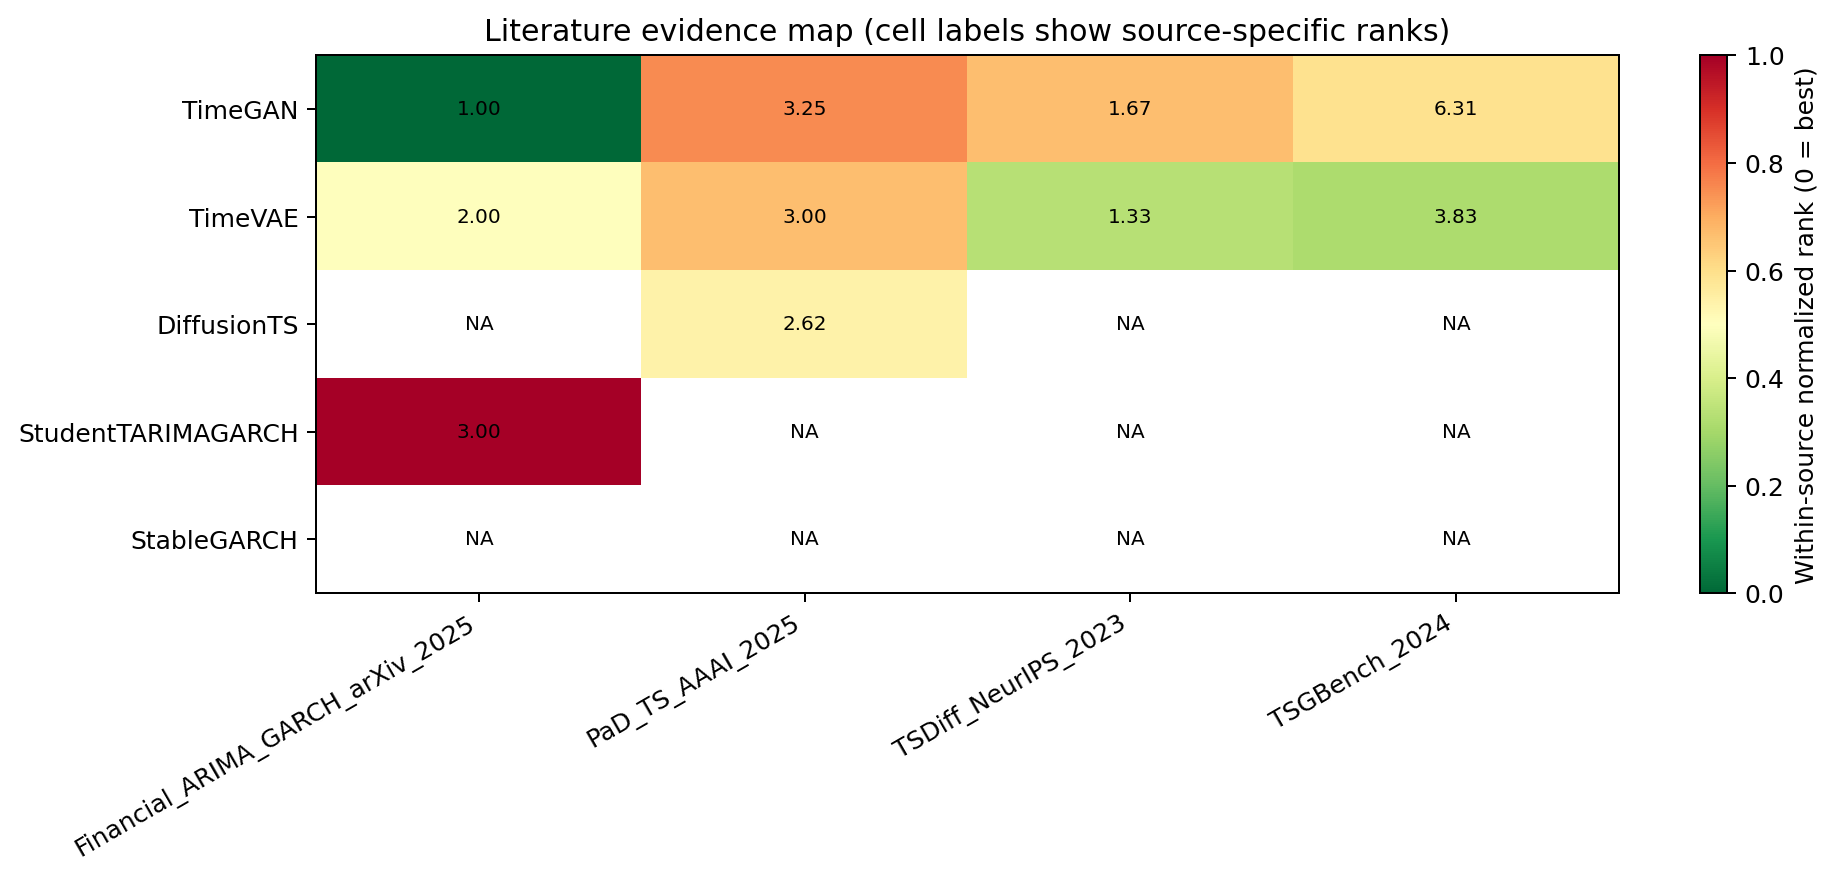 Literature evidence map (cell labels show source-specific ranks)
TimeGAN 1.00 3.25 1.67 6.31
TimeVAE 2.00 3.00 1.33 3.83
DiffusionTS NA 2.62 NA NA
StudentTARIMAGARCH 3.00 NA NA NA
StableGARCH NA NA NA NA
Financial_ARIMA_GARCH_arXiv_2025
PaD_TS_AAAI_2025
TSDiff_NeurIPS_2023
TSGBench_2024
1.0
0.8
0.6
0.4
0.2
0.0
Within-source normalized rank (0 = best)